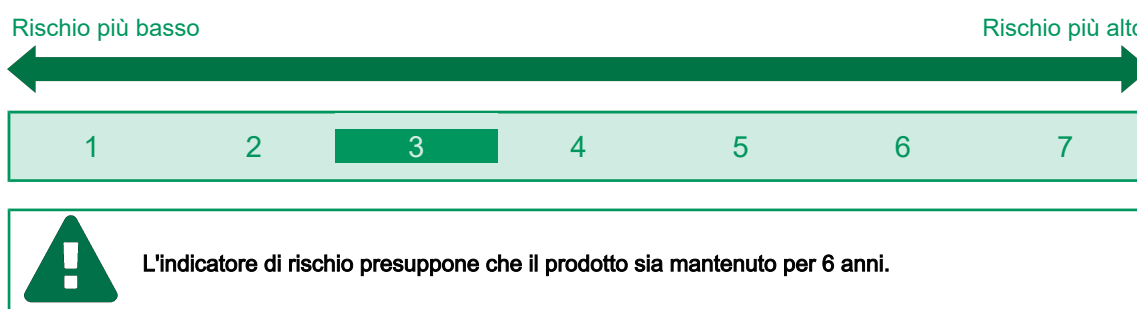 Rischio più basso Rischio più alto
1 2 3 4 5 6 7
L'indicatore di rischio presuppone che il prodotto sia mantenuto per 6 anni.